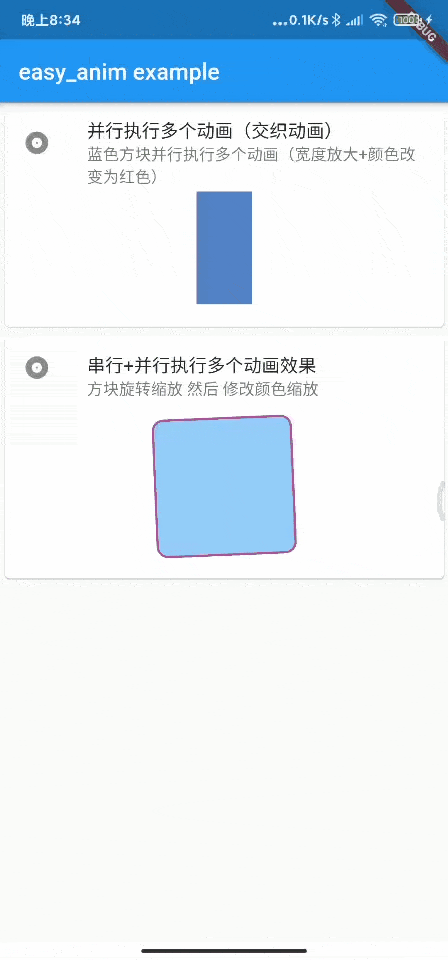 晚上8:34
...0.1K/s
100
easy_anim example
并行执行多个动画（交织动画）
蓝色方块并行执行多个动画（宽度放大+颜色改
变为红色）
串行+并行执行多个动画效果
方块旋转缩放 然后 修改颜色缩放